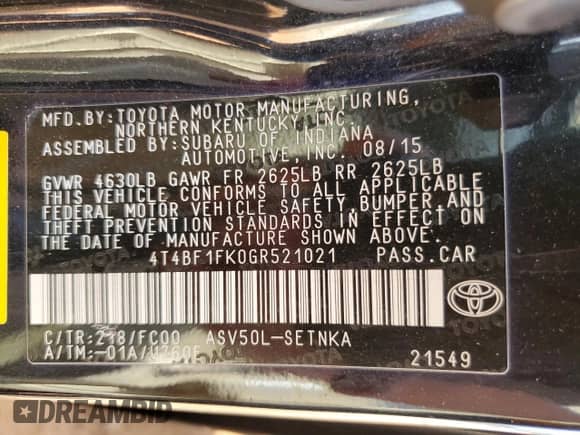 MFD.BY:TOYOTA MOTOR MANUFACTURING,
NORTHERN KENTUCKY,INC.
ASSEMBLED BY:SUBARU OF INDIANA
AUTOMOTIVE,INC. 08/15
GVWR 4630LB GAWR FR 2625LB RR 2625LB
THIS VEHICLE CONFORMS TO ALL APPLICABLE
FEDERAL MOTOR VEHICLE SAFETY,BUMPER,AND
THEFT PREVENTION STANDARDS IN EFFECT ON
THE DATE OF MANUFACTURE SHOWN ABOVE.
4T4BF1FK0GR521021 PASS.CAR
C/TR:218/FC00 ASV50L-SETNKA
A/TM:-01A/U760E 21549
DREAMBID